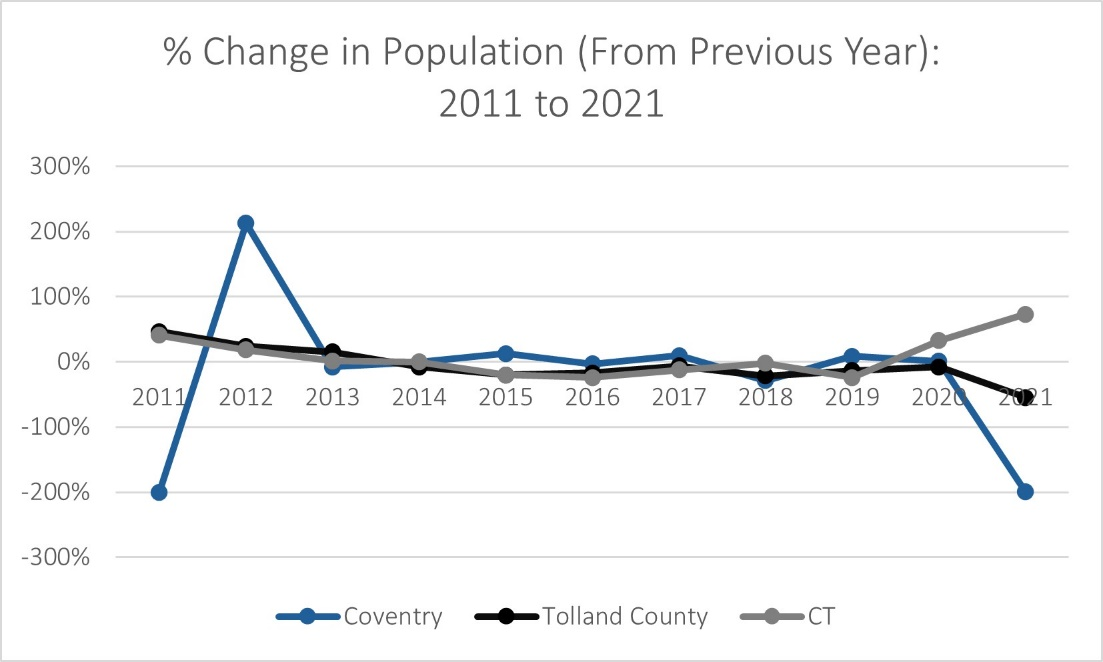 % Change in Population (From Previous Year):
2011 to 2021
300%
200%
100%
0%
2011 2012 2013 2014 2015 2016 2017 2018 2019 2020 2021
-100%
-200%
-300%
Coventry Tolland County CT